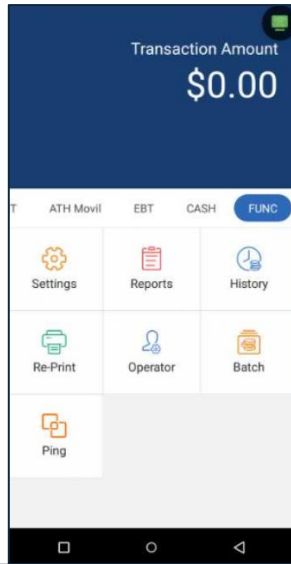 Transaction Amount
$0.00
T ATH Movil EBT CASH FUNC
Settings Reports History
Re-Print Operator Batch
Ping